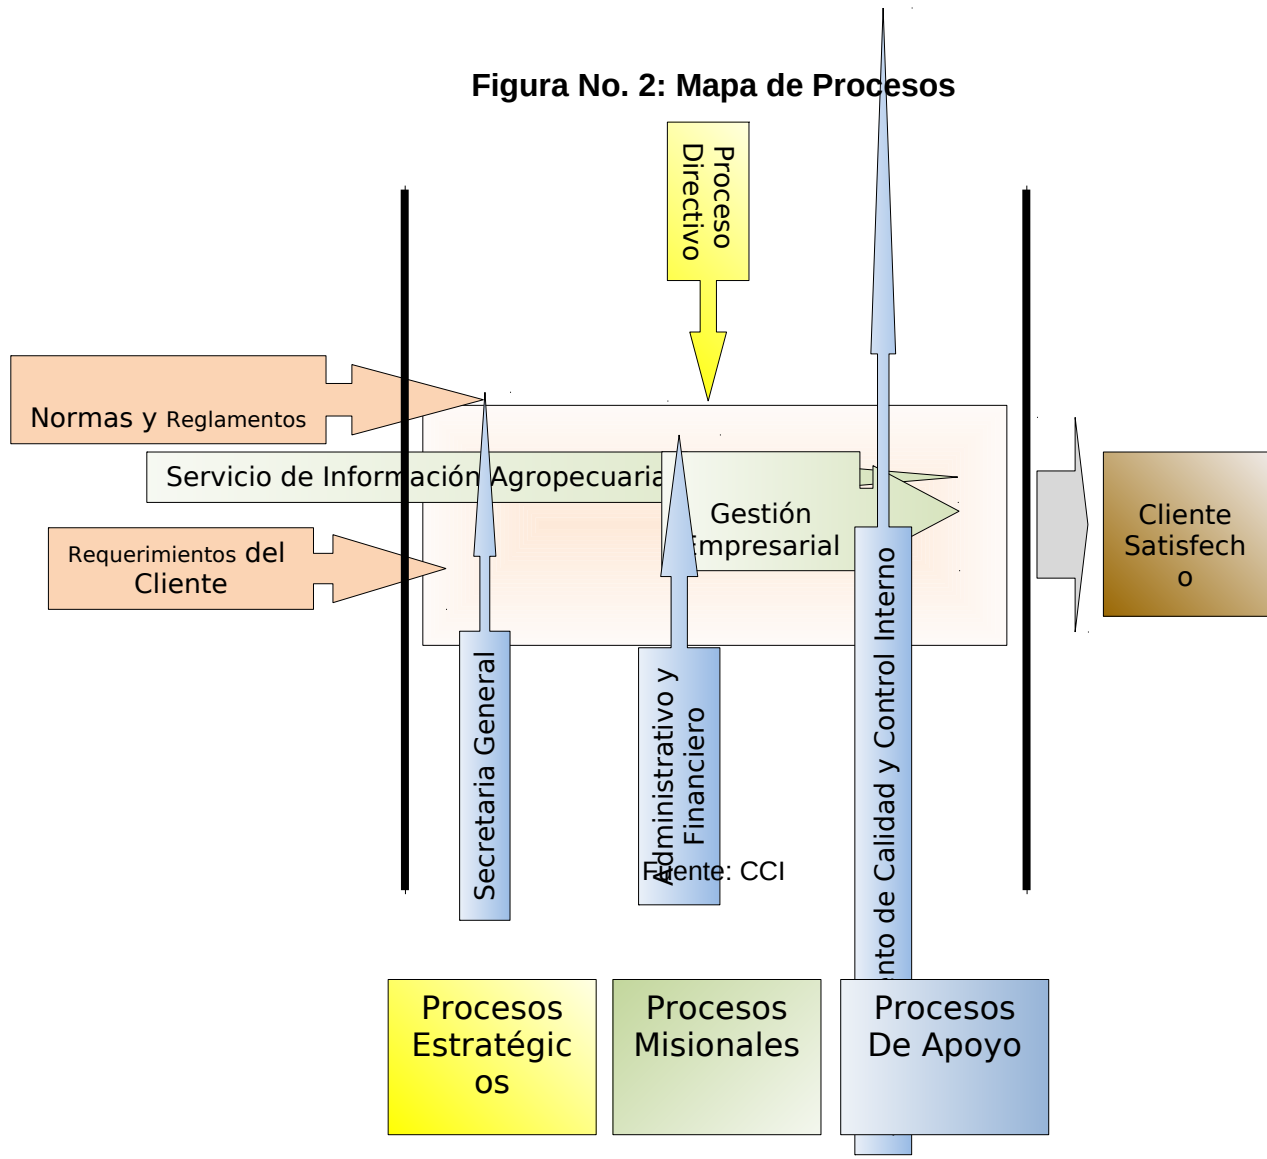 Figura No. 2: Mapa de Procesos
Proceso
Directivo
Normas y Reglamentos
Servicio de Información Agropecuaria
Gestión
Empresarial
Requerimientos del
Cliente
Cliente
Satisfech
o
Secretaria General
Administrativo y
Financiero
de Calidad y Control Interno
Fuente: CCI
Procesos
Estratégic
os
Procesos
Misionales
Procesos
De Apoyo